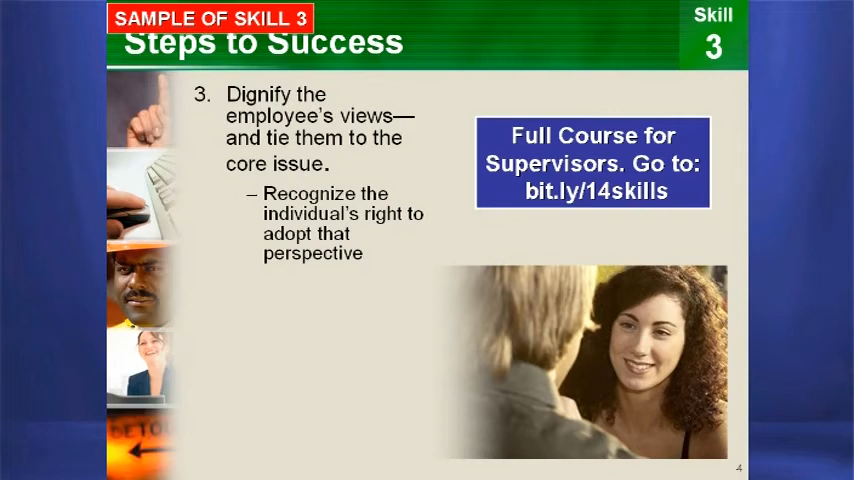 SAMPLE OF SKILL 3
Steps to Success
Skill
3
3. Dignify the
employee's views—
and tie them to the
core issue.
– Recognize the
individual's right to
adopt that
perspective
Full Course for
Supervisors. Go to:
bit.ly/14skills
DETOU
4